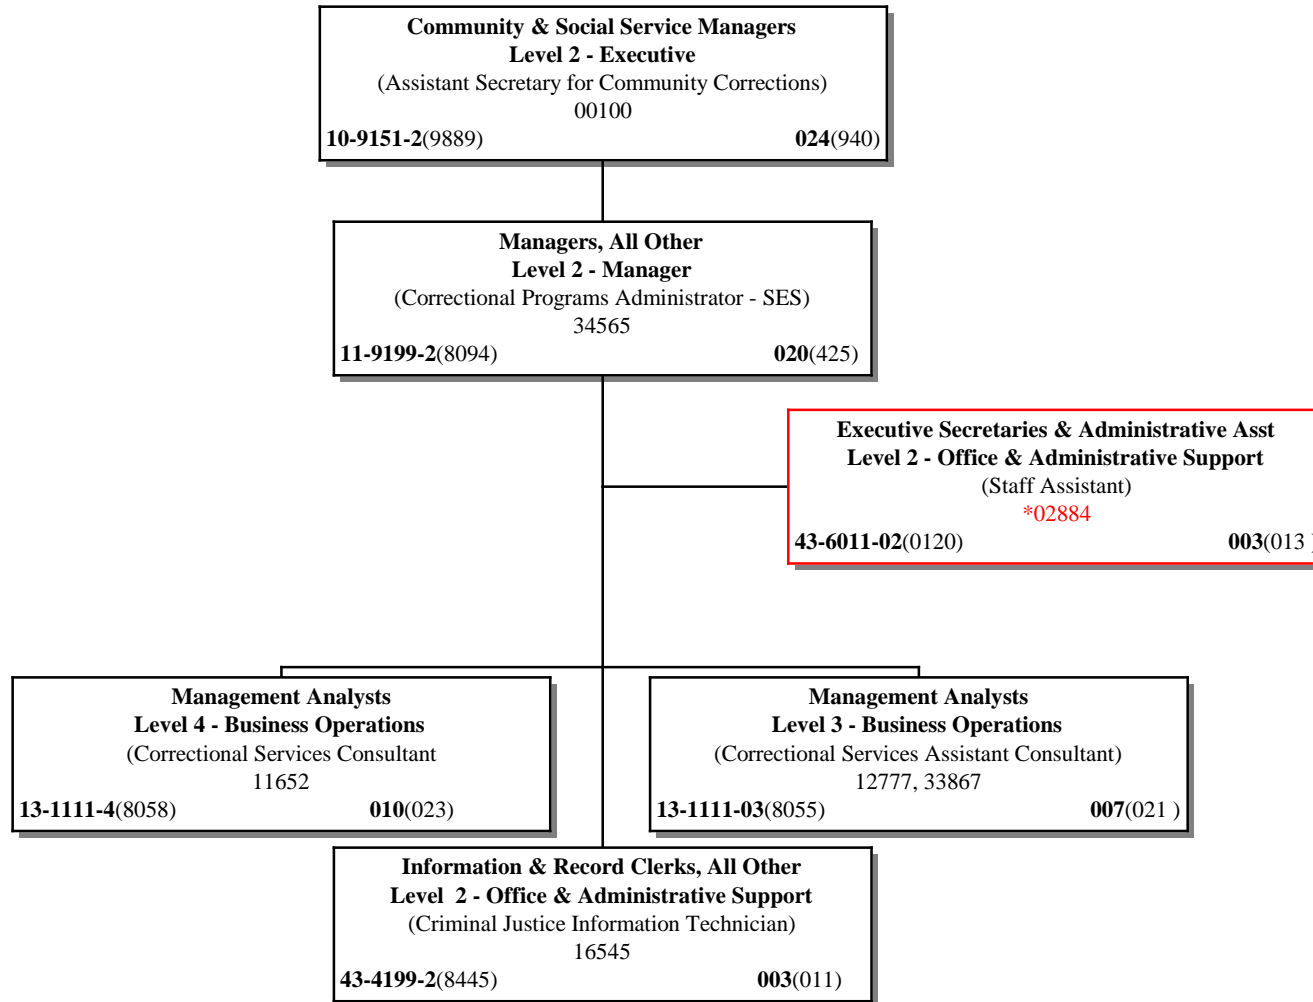 Community & Social Service Managers
Level 2 - Executive
(Assistant Secretary for Community Corrections)
00100
10-9151-2(9889) 024(940)
Managers, All Other
Level 2 - Manager
(Correctional Programs Administrator - SES)
34565
11-9199-2(8094) 020(425)
Executive Secretaries & Administrative Asst
Level 2 - Office & Administrative Support
(Staff Assistant)
*02884
43-6011-02(0120) 003(013 )
Management Analysts
Level 4 - Business Operations
(Correctional Services Consultant
11652
13-1111-4(8058) 010(023)
Management Analysts
Level 3 - Business Operations
(Correctional Services Assistant Consultant)
12777, 33867
13-1111-03(8055) 007(021 )
Information & Record Clerks, All Other
Level  2 - Office & Administrative Support
(Criminal Justice Information Technician)
16545
43-4199-2(8445) 003(011)